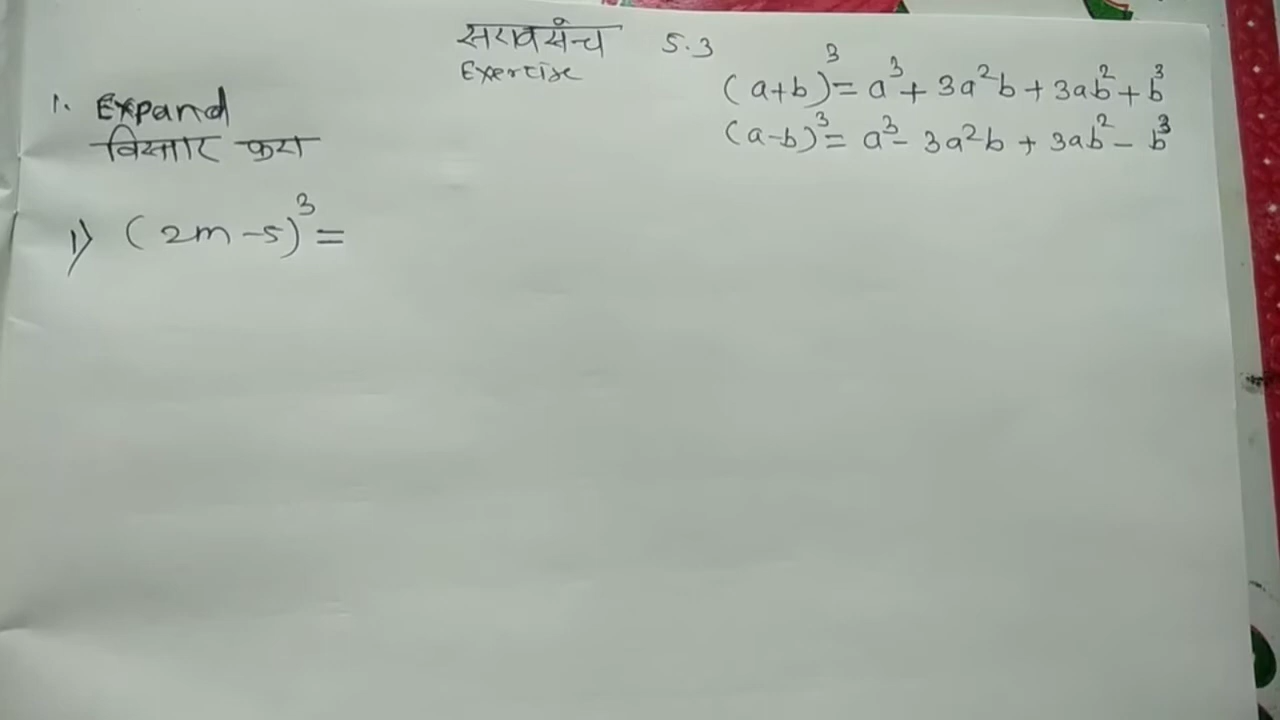 सरावसंच 5.3
Exercise
(a+b)³ = a³ + 3a²b + 3ab² + b³
(a-b)³ = a³ - 3a²b + 3ab² - b³
1. Expand
विस्तार करा
1) (2m-5)³ =